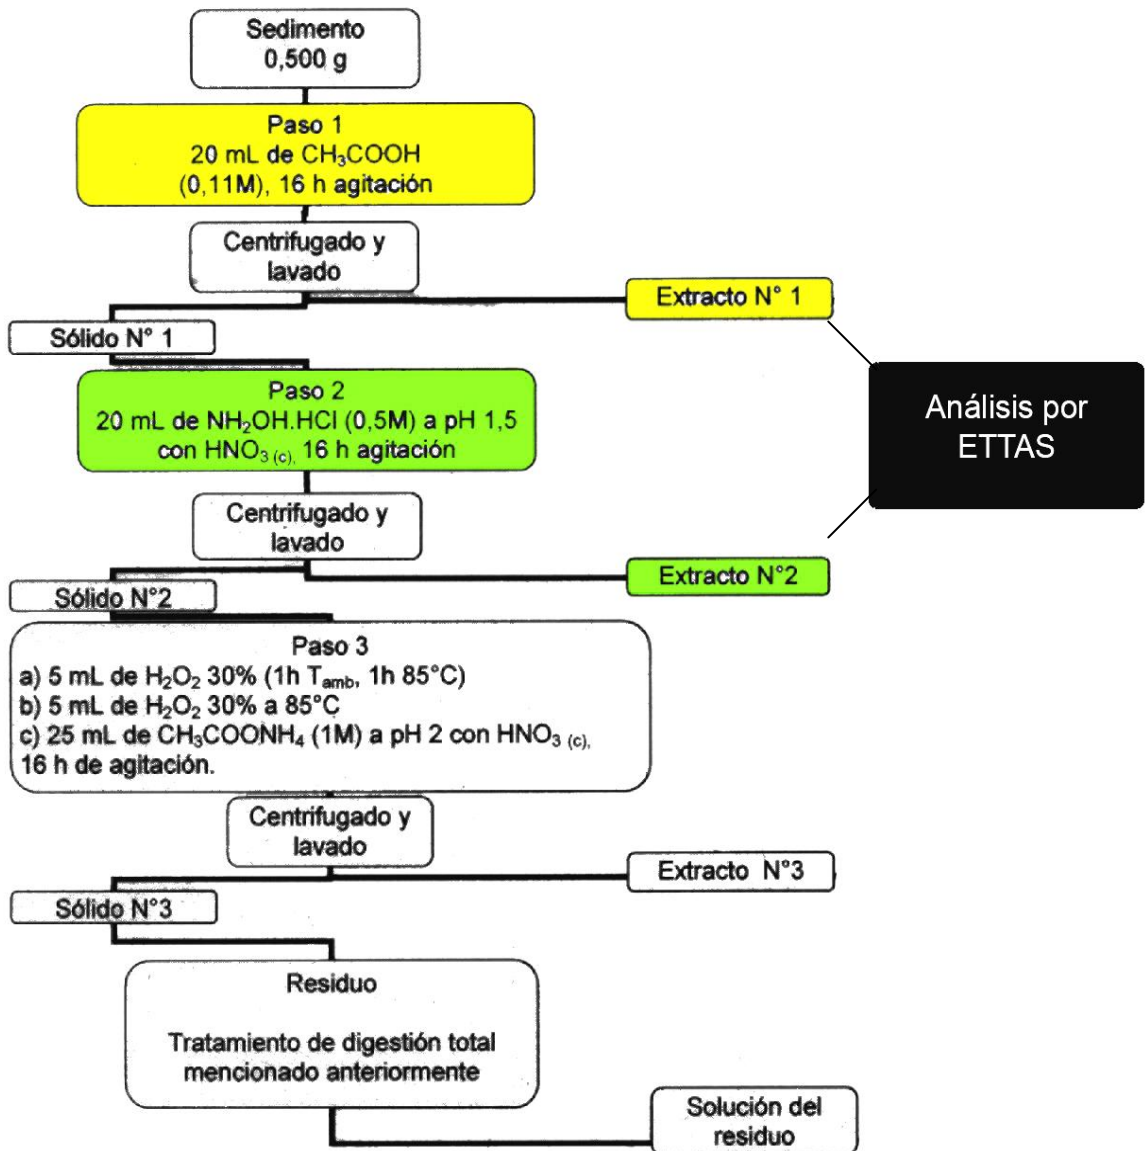 Sedimento
0,500 g
Paso 1
20 mL de CH₃COOH
(0,11M), 16 h agitación
Centrifugado y
lavado
Extracto N° 1
Sólido N° 1
Paso 2
20 mL de NH₂OH.HCl (0,5M) a pH 1,5
con HNO₃ (c), 16 h agitación
Análisis por
ETTAS
Centrifugado y
lavado
Extracto N°2
Sólido N°2
Paso 3
a) 5 mL de H₂O₂ 30% (1h Tamb, 1h 85°C)
b) 5 mL de H₂O₂ 30% a 85°C
c) 25 mL de CH₃COONH₄ (1M) a pH 2 con HNO₃ (c),
16 h de agitación.
Centrifugado y
lavado
Extracto N°3
Sólido N°3
Residuo
Tratamiento de digestión total
mencionado anteriormente
Solución del
residuo